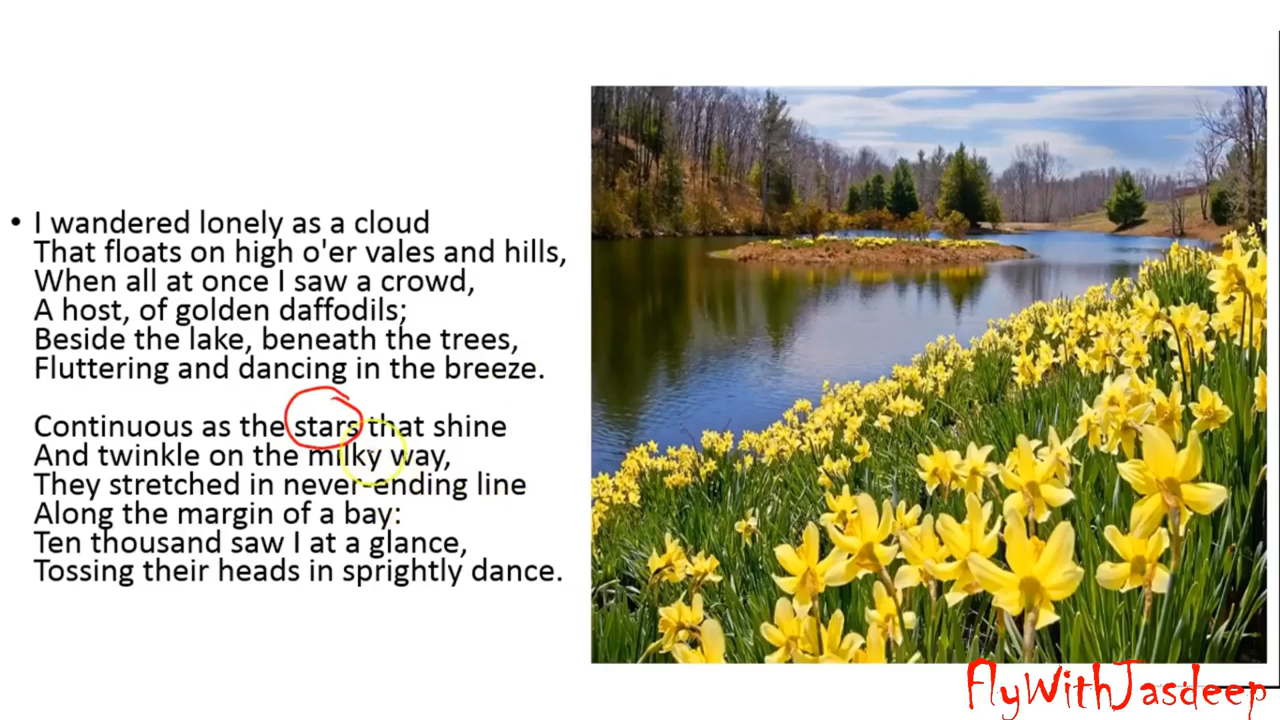 • I wandered lonely as a cloud
That floats on high o'er vales and hills,
When all at once I saw a crowd,
A host, of golden daffodils;
Beside the lake, beneath the trees,
Fluttering and dancing in the breeze.
Continuous as the stars that shine
And twinkle on the milky way,
They stretched in never-ending line
Along the margin of a bay:
Ten thousand saw I at a glance,
Tossing their heads in sprightly dance.
FlyWithJasdeep